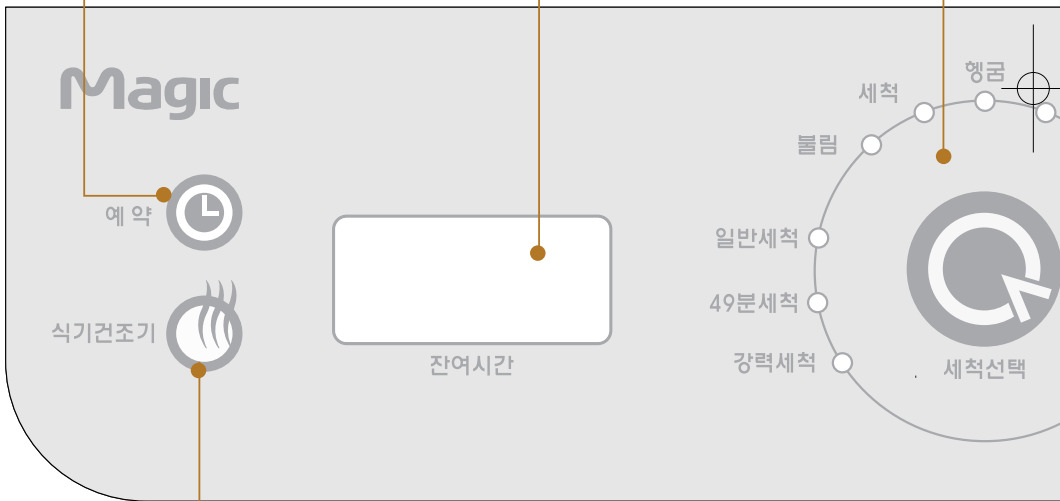 Magic
예 약
식기건조기
잔여시간
헹굼
세척
불림
일반세척
49분세척
강력세척
세척선택